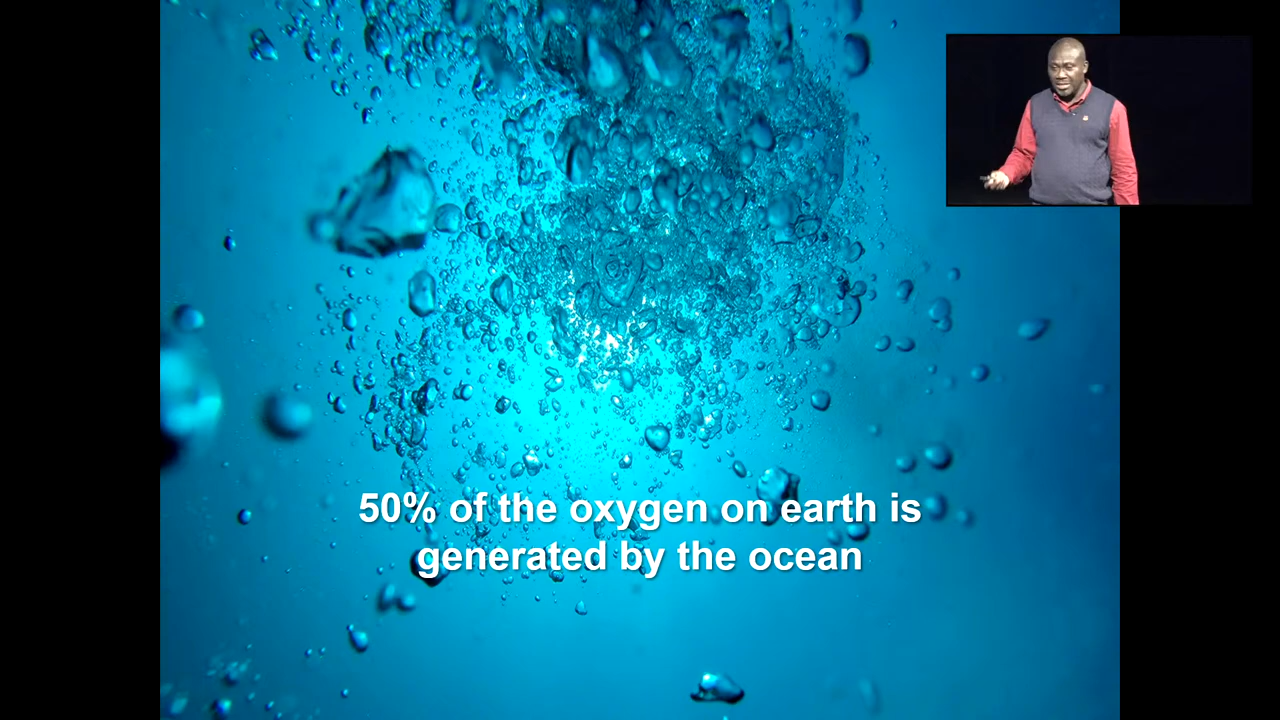 50% of the oxygen on earth is
generated by the ocean